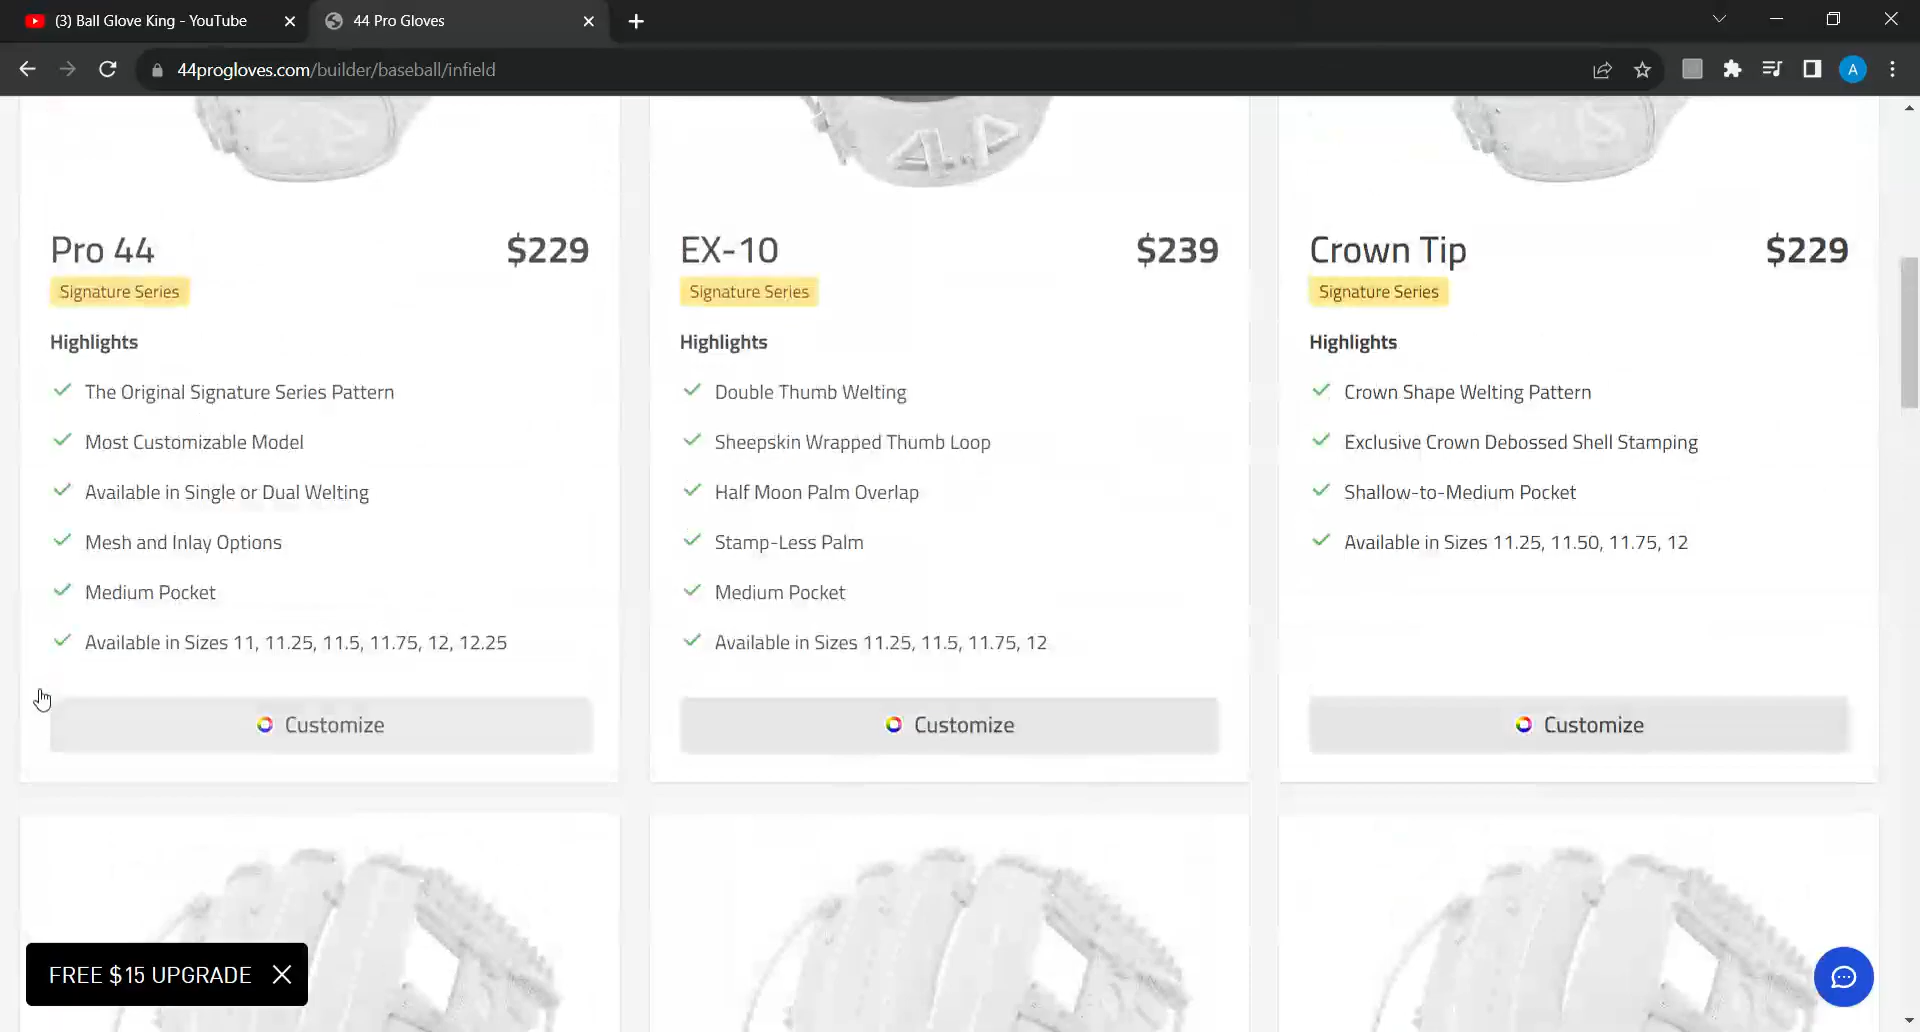 (3) Ball Glove King - YouTube
44 Pro Gloves
44progloves.com/builder/baseball/infield
A
44
Pro 44
$229
Signature Series
Highlights
The Original Signature Series Pattern
Most Customizable Model
Available in Single or Dual Welting
Mesh and Inlay Options
Medium Pocket
Available in Sizes 11, 11.25, 11.5, 11.75, 12, 12.25
Customize
EX-10
$239
Signature Series
Highlights
Double Thumb Welting
Sheepskin Wrapped Thumb Loop
Half Moon Palm Overlap
Stamp-Less Palm
Medium Pocket
Available in Sizes 11.25, 11.5, 11.75, 12
Customize
Crown Tip
$229
Signature Series
Highlights
Crown Shape Welting Pattern
Exclusive Crown Debossed Shell Stamping
Shallow-to-Medium Pocket
Available in Sizes 11.25, 11.50, 11.75, 12
Customize
FREE $15 UPGRADE